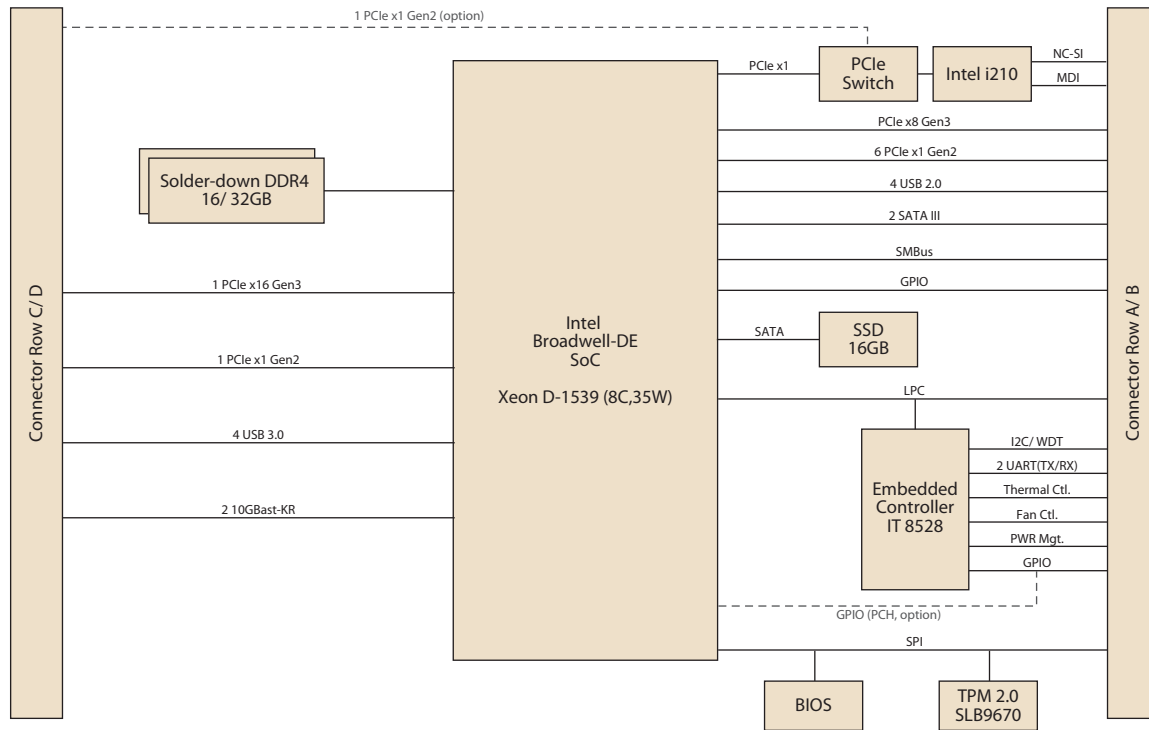 1 PCIe x1 Gen2 (option)
Connector Row C/ D
Solder-down DDR4
16/ 32GB
1 PCIe x16 Gen3
1 PCIe x1 Gen2
4 USB 3.0
2 10GBast-KR
Intel
Broadwell-DE
SoC
Xeon D-1539 (8C,35W)
PCIe x1
PCIe
Switch
Intel i210
NC-SI
MDI
PCIe x8 Gen3
6 PCIe x1 Gen2
4 USB 2.0
2 SATA III
SMBus
GPIO
SATA
SSD
16GB
LPC
Embedded
Controller
IT 8528
I2C/ WDT
2 UART(TX/RX)
Thermal Ctl.
Fan Ctl.
PWR Mgt.
GPIO
GPIO (PCH, option)
SPI
BIOS
TPM 2.0
SLB9670
Connector Row A/ B